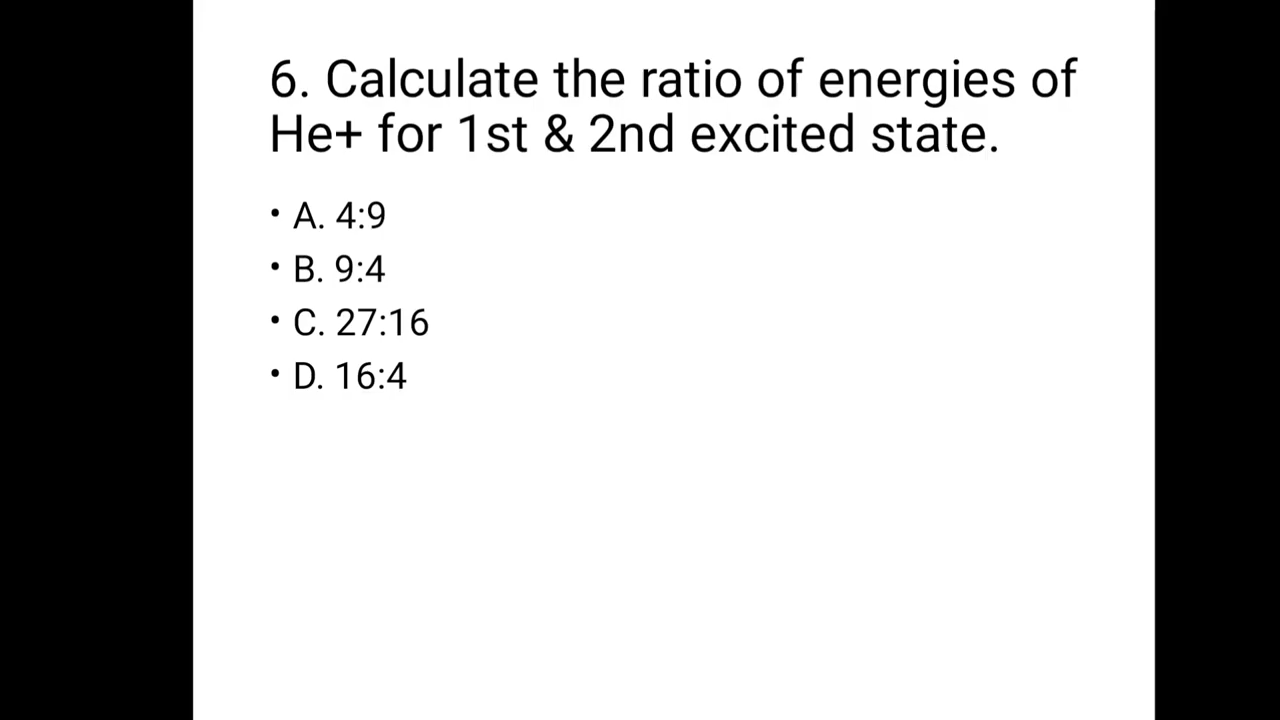 6. Calculate the ratio of energies of
He+ for 1st & 2nd excited state.
• A. 4:9
• B. 9:4
• C. 27:16
• D. 16:4